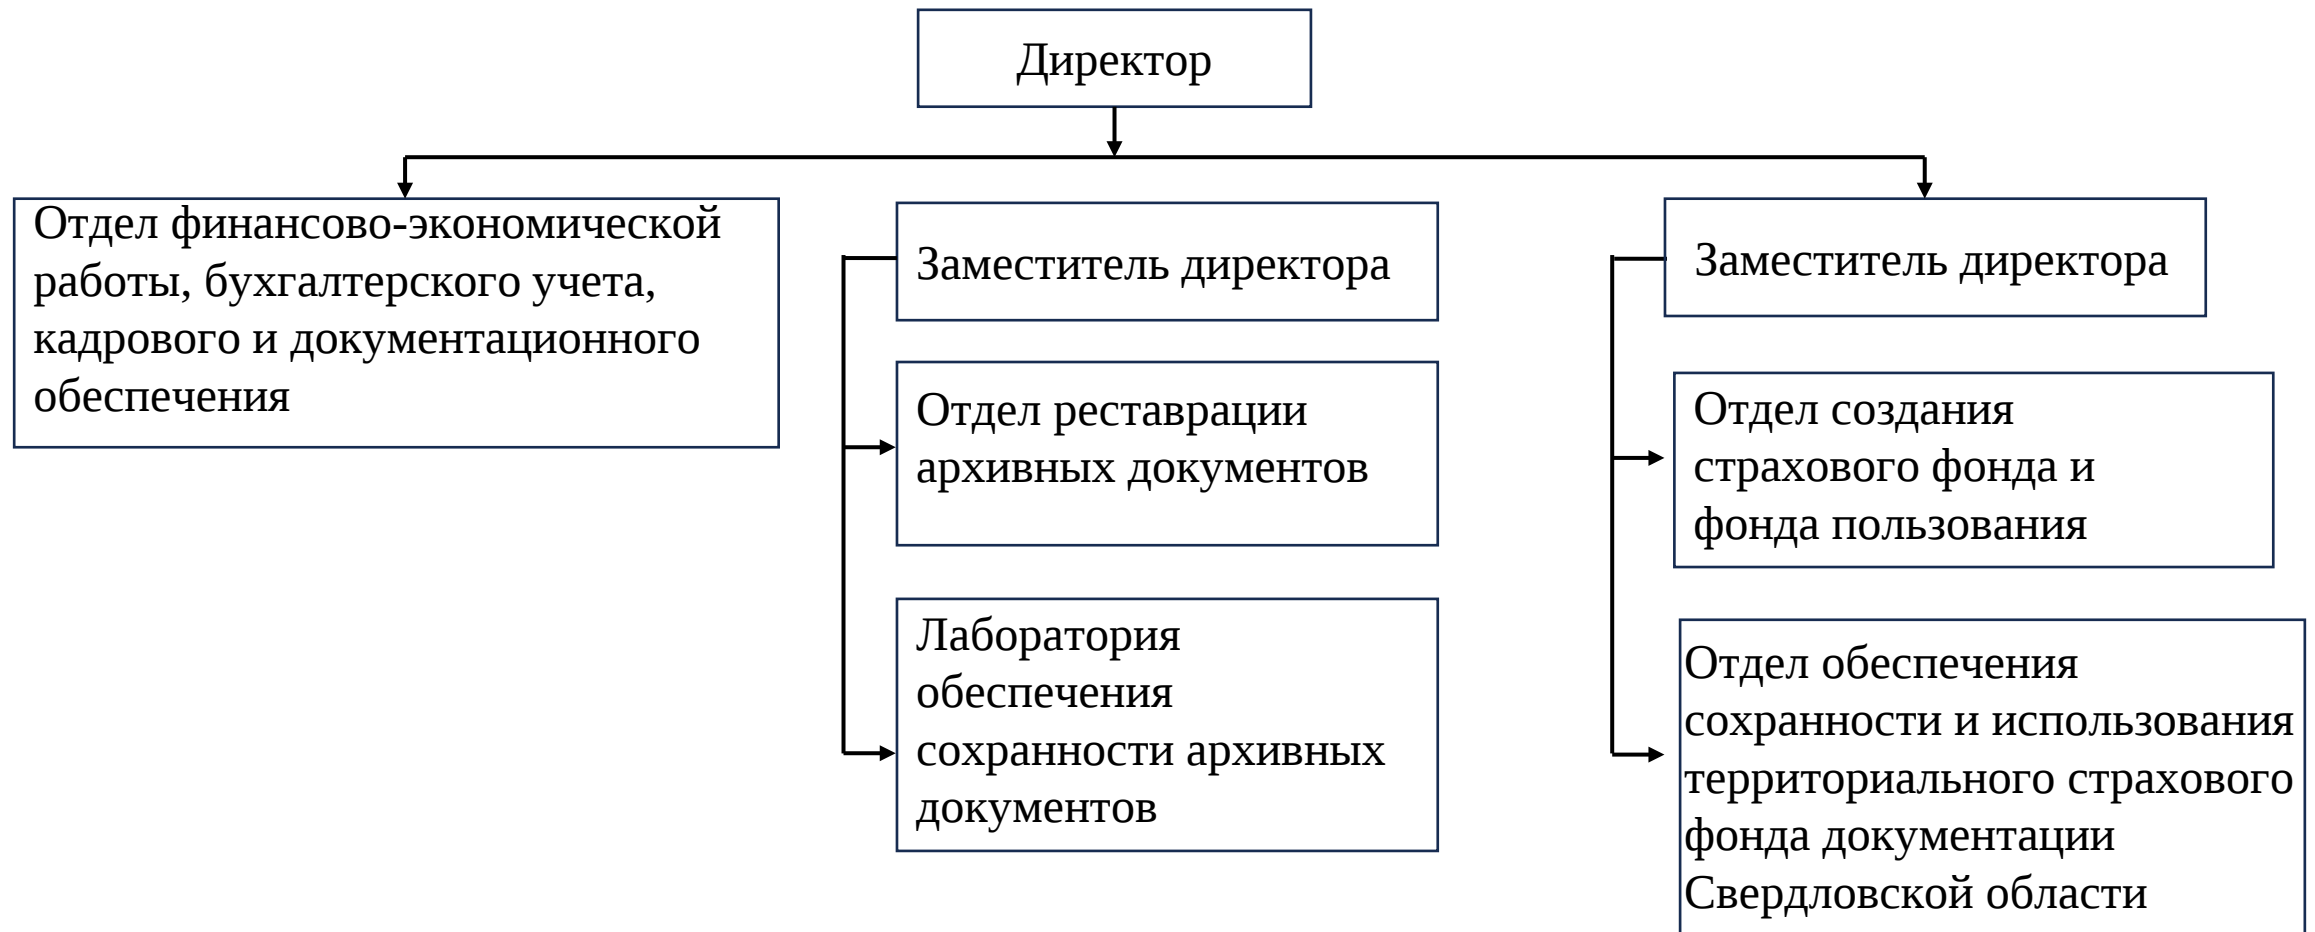 Директор
Отдел финансово-экономической
работы, бухгалтерского учета,
кадрового и документационного
обеспечения
Заместитель директора
Отдел реставрации
архивных документов
Лаборатория
обеспечения
сохранности архивных
документов
Заместитель директора
Отдел создания
страхового фонда и
фонда пользования
Отдел обеспечения
сохранности и использования
территориального страхового
фонда документации
Свердловской области